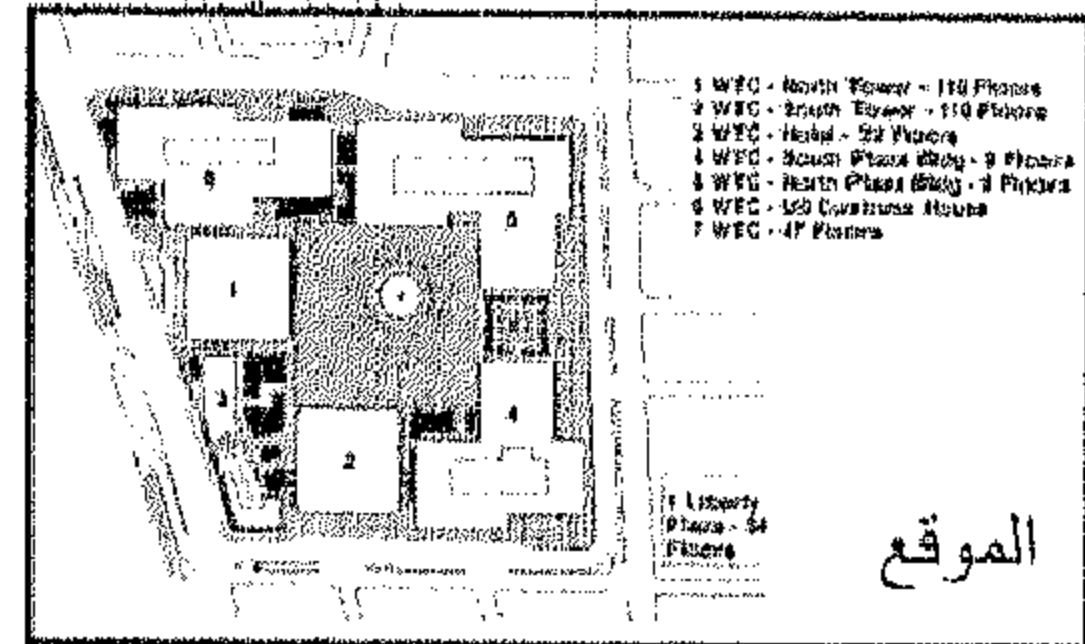 1 WTC - North Tower - 110 Floors
2 WTC - South Tower - 110 Floors
3 WTC - Hotel - 22 Floors
4 WTC - South Plaza Bldg - 9 Floors
5 WTC - North Plaza Bldg - 9 Floors
6 WTC - US Customs House
7 WTC - 47 Floors
6
5
1
3
4
2
1 Liberty
Plaza - 54
Floors
الموقع